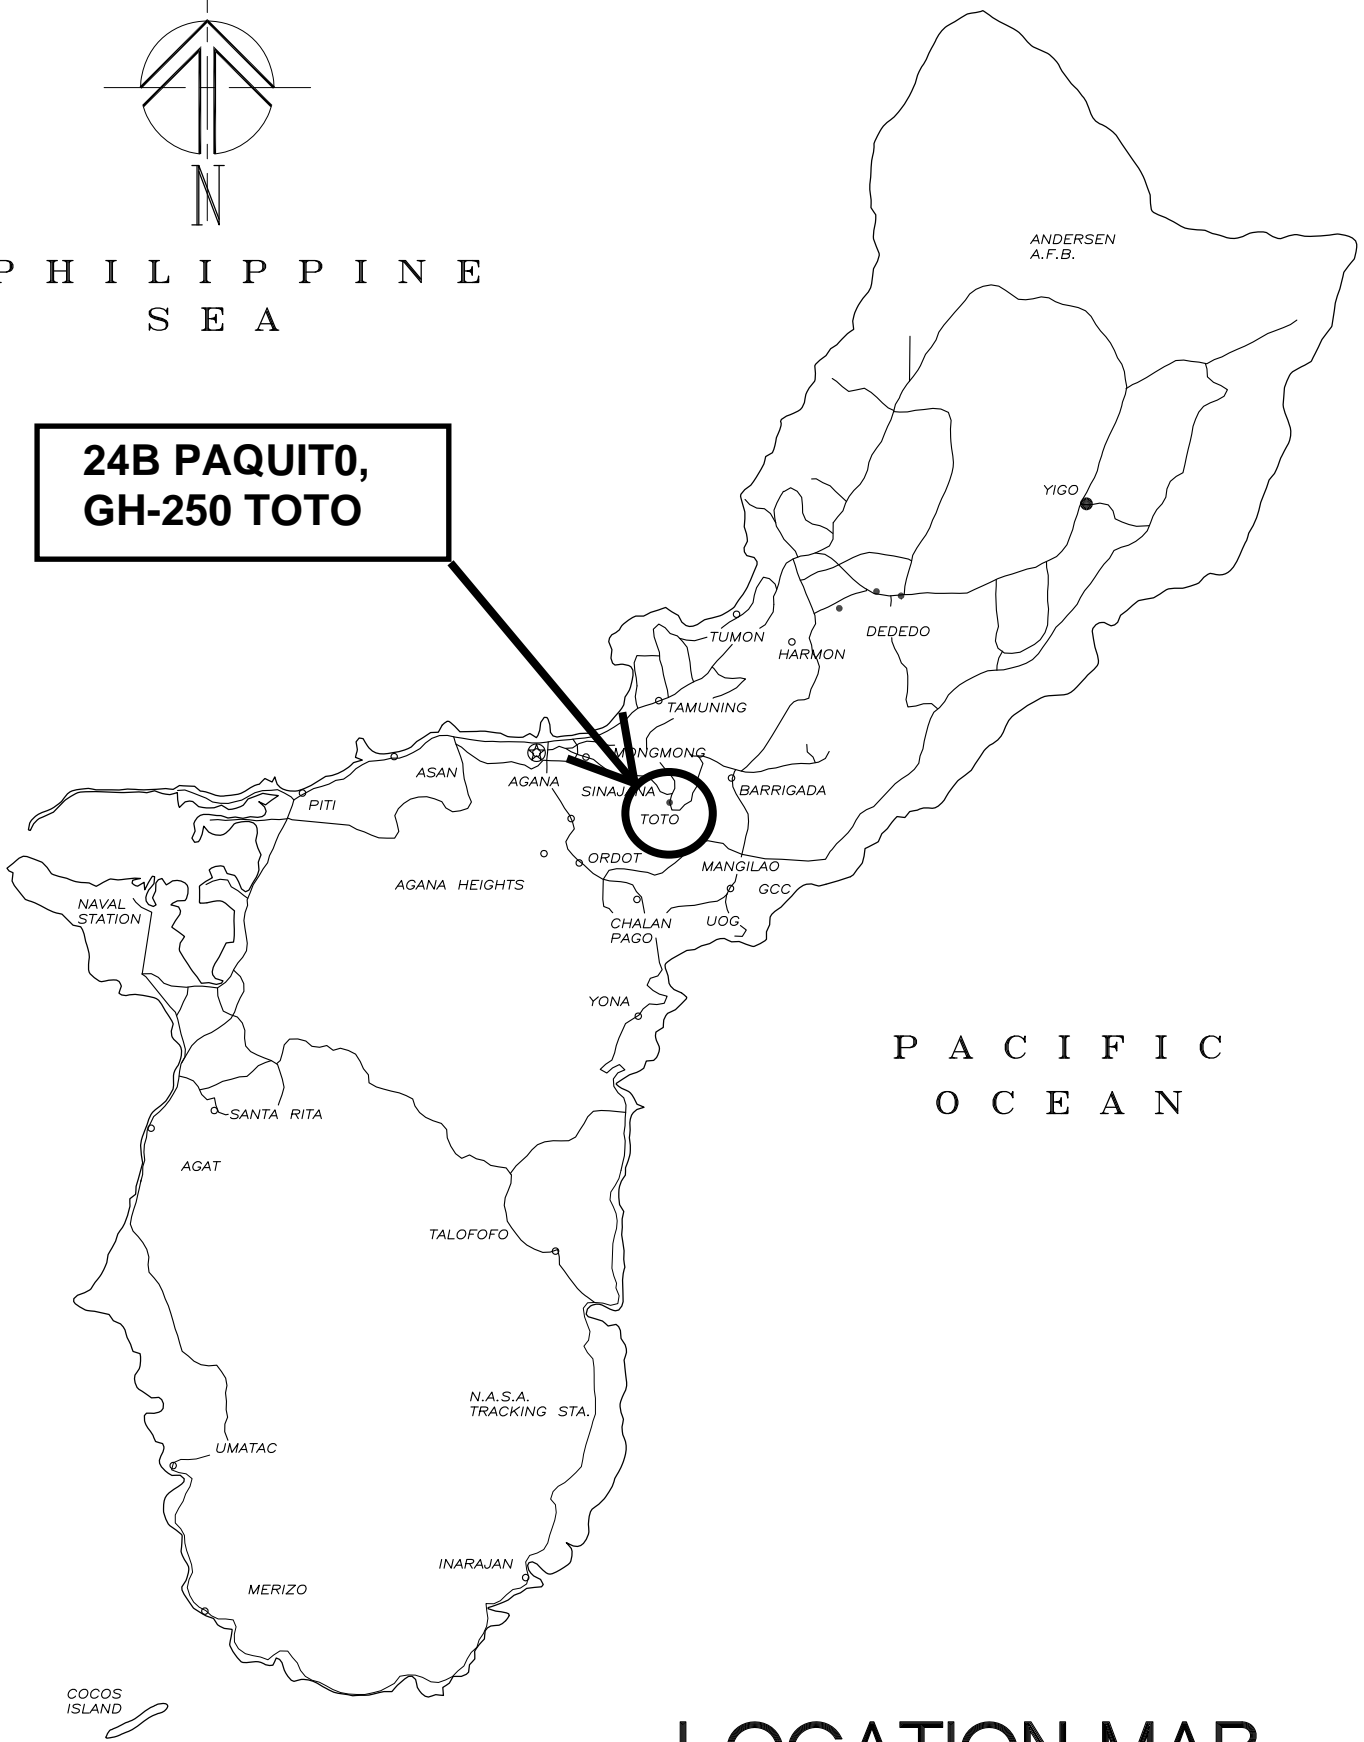 N
PHILIPPINE
SEA
ANDERSEN
A.F.B.
24B PAQUIT0,
GH-250 TOTO
YIGO
TUMON
DEDEDO
HARMON
TAMUNING
MONGMONG
ASAN
AGANA
SINAJANA
BARRIGADA
PITI
TOTO
ORDOT
MANGILAO
AGANA HEIGHTS
GCC
NAVAL
STATION
CHALAN
PAGO
UOG
YONA
PACIFIC
OCEAN
SANTA RITA
AGAT
TALOFOFO
N.A.S.A.
TRACKING STA.
UMATAC
INARAJAN
MERIZO
COCOS
ISLAND
LOCATION MAP